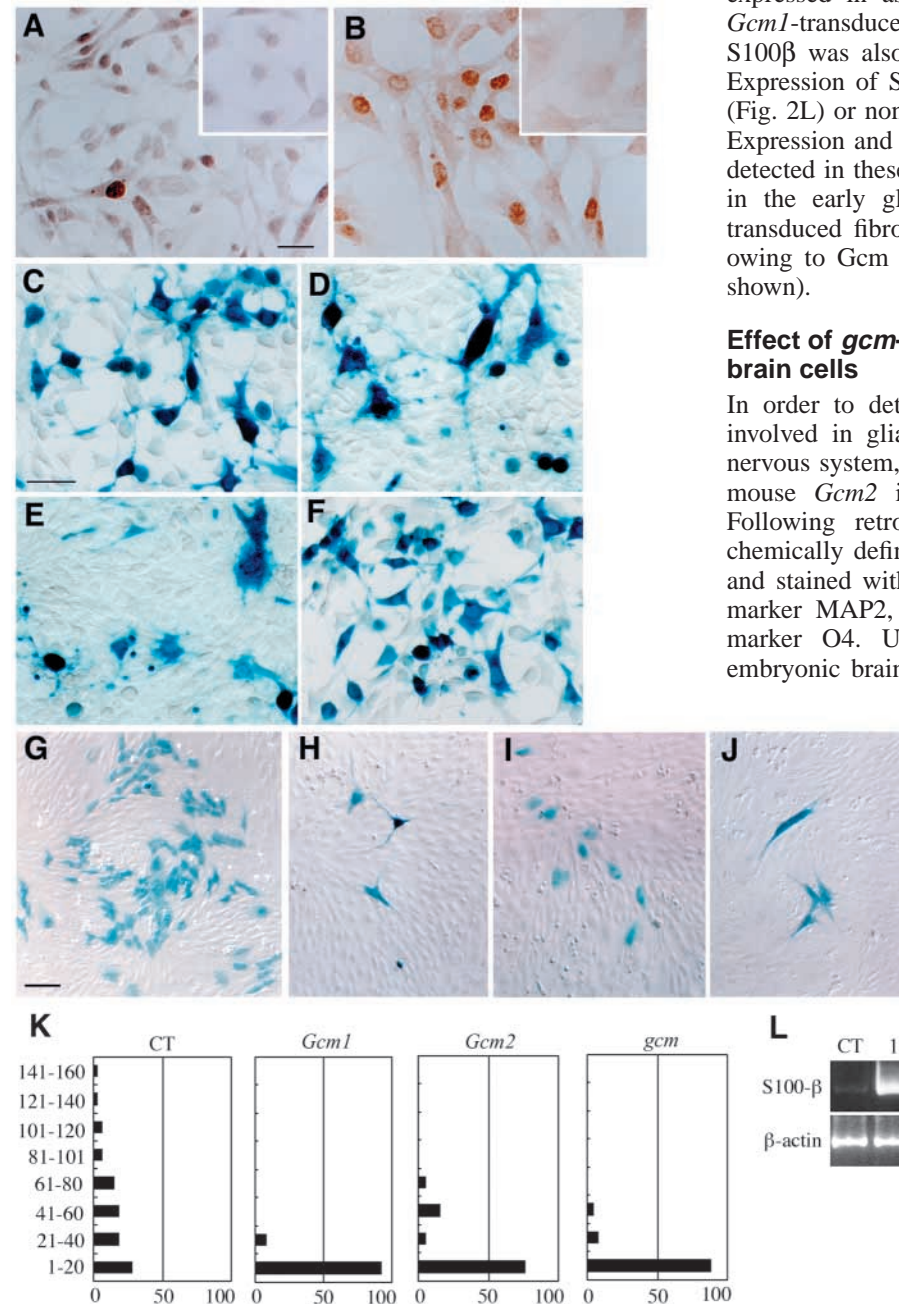 A
B
expressed in as
Gcm1-transduce
S100β was also
Expression of S
(Fig. 2L) or nor
Expression and
detected in these
in the early gl
transduced fibro
owing to Gcm
shown).
C
D
Effect of gcm-
brain cells
In order to det
involved in glia
nervous system,
mouse Gcm2 i
Following retro
chemically defin
and stained with
marker MAP2,
marker O4. U
embryonic brain
E
F
G
H
I
J
K
CT
Gcm1
Gcm2
gcm
141-160
121-140
101-120
81-101
61-80
41-60
21-40
1-20
0 50 100
0 50 100
0 50 100
0 50 100
L
CT 1
S100-β
β-actin